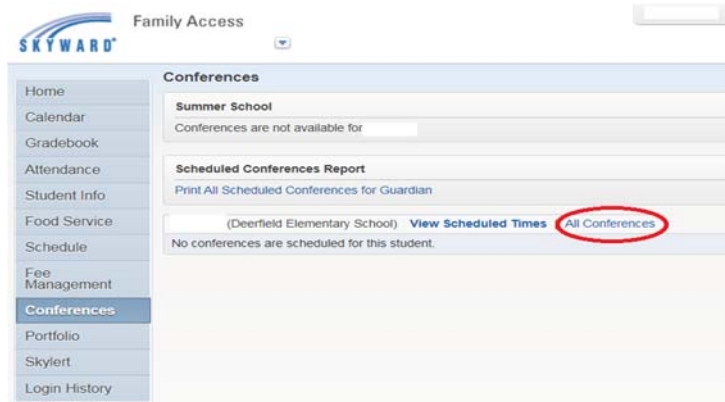 Family Access
SKYWARD
Home
Calendar
Gradebook
Attendance
Student Info
Food Service
Schedule
Fee
Management
Conferences
Portfolio
Skylert
Login History
Conferences
Summer School
Conferences are not available for
Scheduled Conferences Report
Print All Scheduled Conferences for Guardian
(Deerfield Elementary School) View Scheduled Times | All Conferences
No conferences are scheduled for this student.